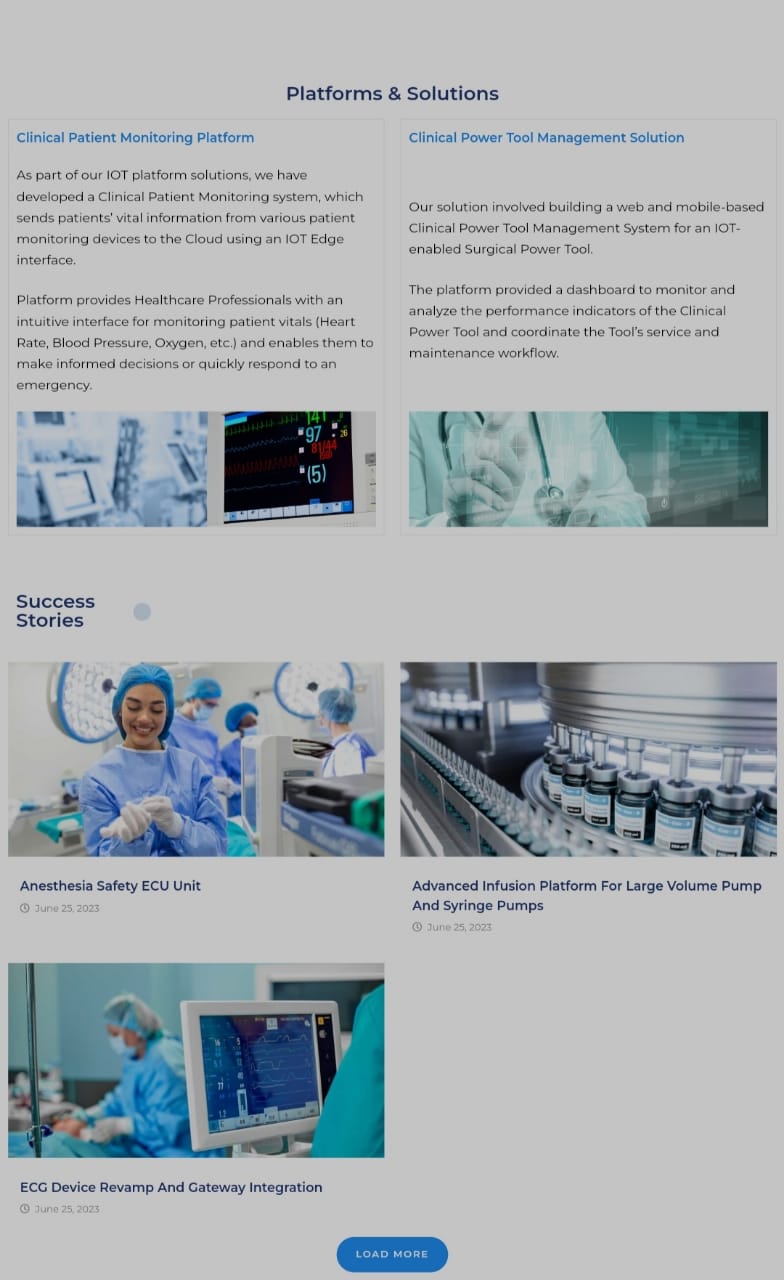 Platforms & Solutions
Clinical Patient Monitoring Platform
As part of our IOT platform solutions, we have
developed a Clinical Patient Monitoring system, which
sends patients' vital information from various patient
monitoring devices to the Cloud using an IOT Edge
interface.
Platform provides Healthcare Professionals with an
intuitive interface for monitoring patient vitals (Heart
Rate, Blood Pressure, Oxygen, etc.) and enables them to
make informed decisions or quickly respond to an
emergency.
141
97
26
81/44
(5)
Clinical Power Tool Management Solution
Our solution involved building a web and mobile-based
Clinical Power Tool Management System for an IOT-
enabled Surgical Power Tool.
The platform provided a dashboard to monitor and
analyze the performance indicators of the Clinical
Power Tool and coordinate the Tool's service and
maintenance workflow.
Success
Stories
Anesthesia Safety ECU Unit
June 25, 2023
Advanced Infusion Platform For Large Volume Pump
And Syringe Pumps
June 25, 2023
ECG Device Revamp And Gateway Integration
June 25, 2023
LOAD MORE